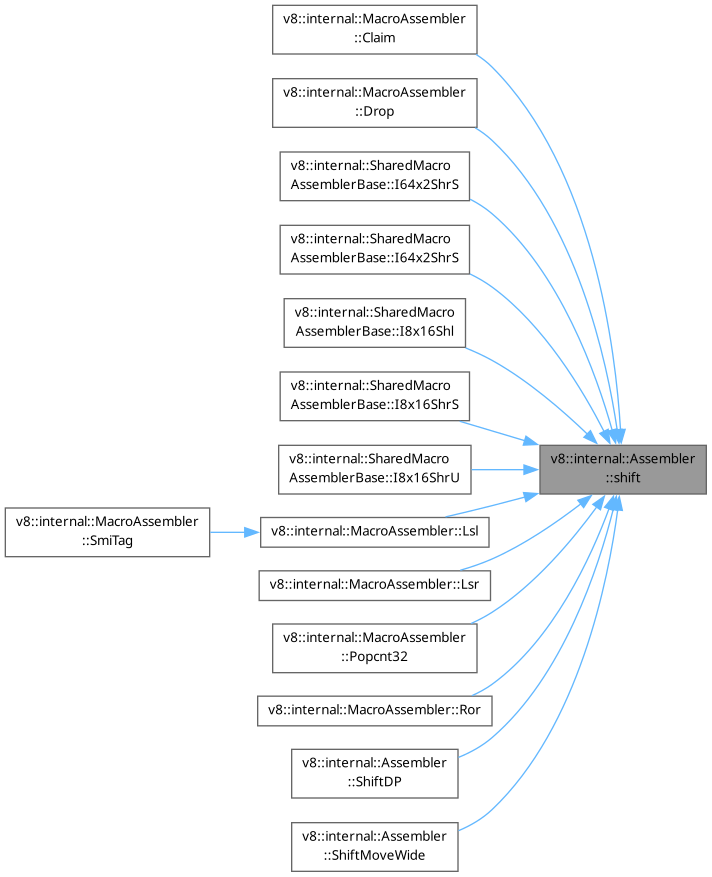 v8::internal::MacroAssembler
::Claim
v8::internal::MacroAssembler
::Drop
v8::internal::SharedMacro
AssemblerBase::I64x2ShrS
v8::internal::SharedMacro
AssemblerBase::I64x2ShrS
v8::internal::SharedMacro
AssemblerBase::I8x16Shl
v8::internal::SharedMacro
AssemblerBase::I8x16ShrS
v8::internal::SharedMacro
AssemblerBase::I8x16ShrU
v8::internal::Assembler
::shift
v8::internal::MacroAssembler
::SmiTag
v8::internal::MacroAssembler::Lsl
v8::internal::MacroAssembler::Lsr
v8::internal::MacroAssembler
::Popcnt32
v8::internal::MacroAssembler::Ror
v8::internal::Assembler
::ShiftDP
v8::internal::Assembler
::ShiftMoveWide